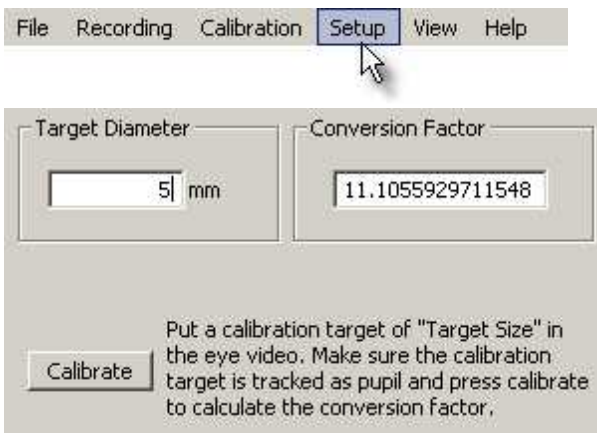 File Recording Calibration Setup View Help
Target Diameter Conversion Factor
5 mm 11.1055929711548
Put a calibration target of "Target Size" in
the eye video. Make sure the calibration
Calibrate target is tracked as pupil and press calibrate
to calculate the conversion factor.